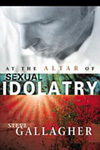 AT THE ALTAR OF
SEXUAL
IDOLATRY
STEVE
GALLAGHER